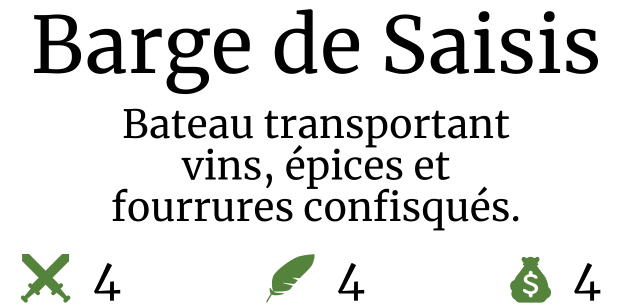 Barge de Saisis
Bateau transportant
vins, épices et
fourrures confisqués.
4 4 $ 4